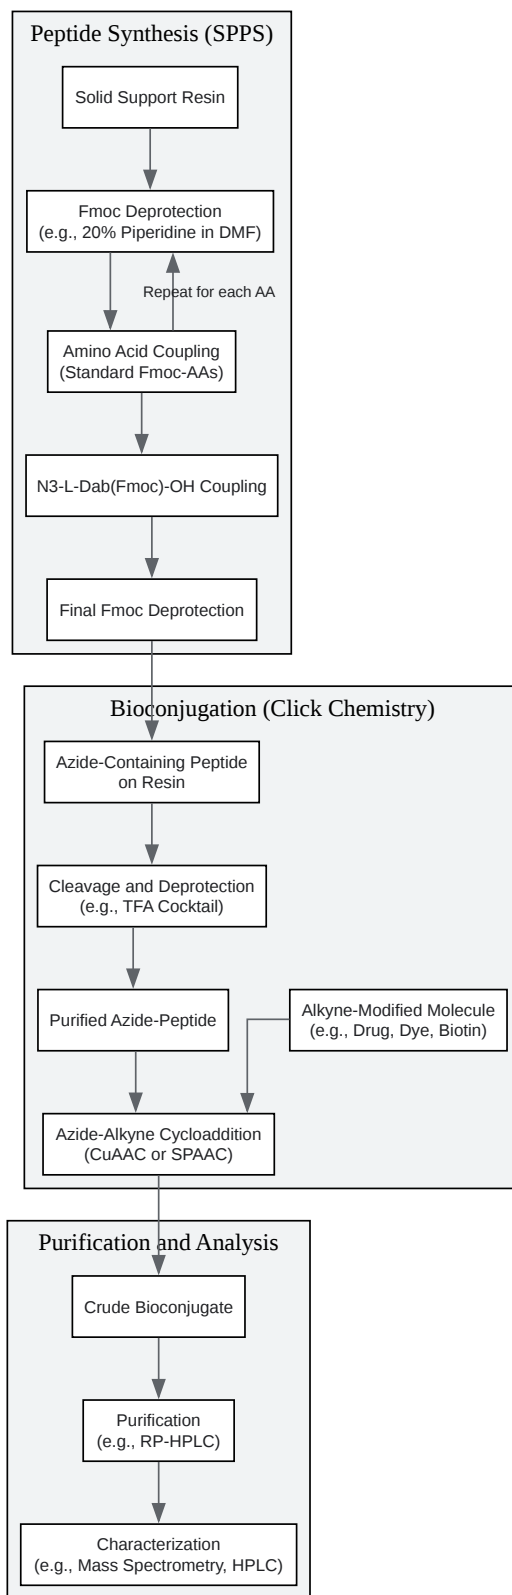 Peptide Synthesis (SPPS)
Solid Support Resin
Fmoc Deprotection
(e.g., 20% Piperidine in DMF)
Repeat for each AA
Amino Acid Coupling
(Standard Fmoc-AAs)
N3-L-Dab(Fmoc)-OH Coupling
Final Fmoc Deprotection
Bioconjugation (Click Chemistry)
Azide-Containing Peptide
on Resin
Cleavage and Deprotection
(e.g., TFA Cocktail)
Purified Azide-Peptide
Alkyne-Modified Molecule
(e.g., Drug, Dye, Biotin)
Azide-Alkyne Cycloaddition
(CuAAC or SPAAC)
Purification and Analysis
Crude Bioconjugate
Purification
(e.g., RP-HPLC)
Characterization
(e.g., Mass Spectrometry, HPLC)